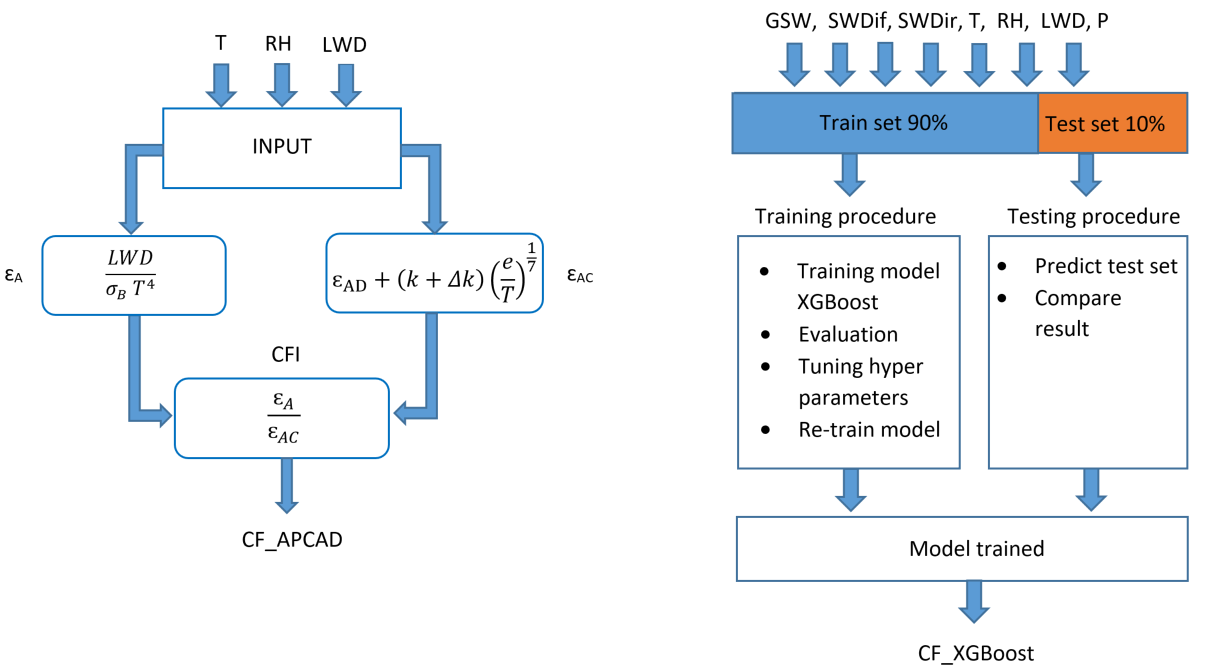 T RH LWD
INPUT
εA
LWD
σB T⁴
εAD + (k + Δk) (e/T)^1/7
εAC
CFI
εA
εAC
CF_APCAD
GSW, SWDif, SWDir, T, RH, LWD, P
Train set 90% Test set 10%
Training procedure
• Training model
XGBoost
• Evaluation
• Tuning hyper
parameters
• Re-train model
Testing procedure
• Predict test set
• Compare
result
Model trained
CF_XGBoost